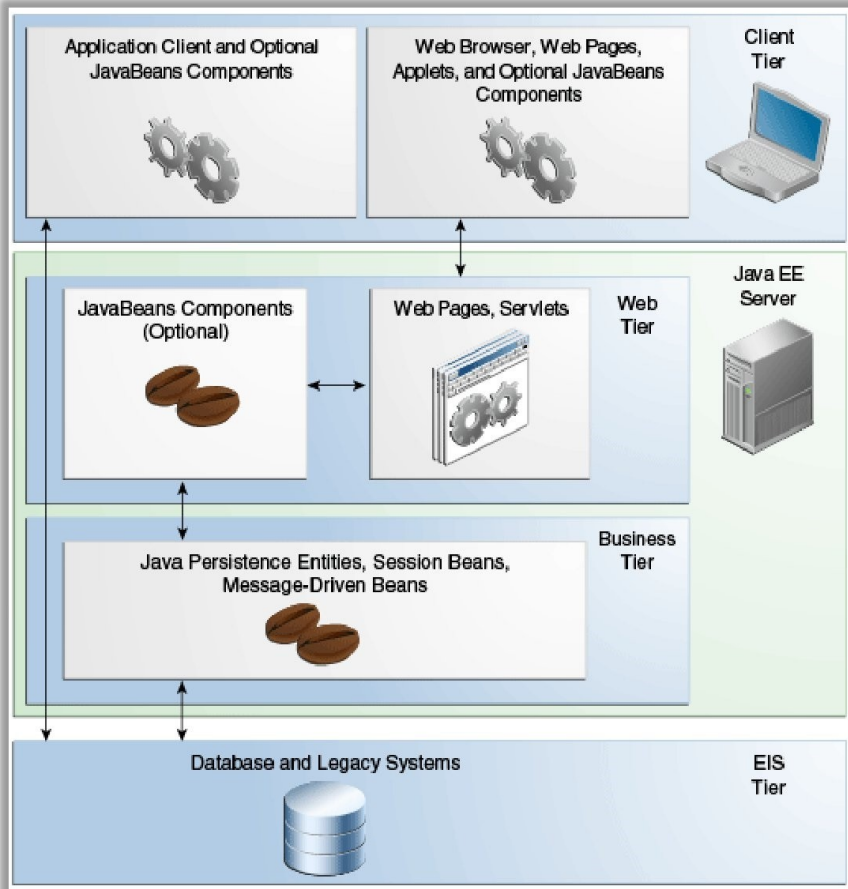 Application Client and Optional
JavaBeans Components
Web Browser, Web Pages,
Applets, and Optional JavaBeans
Components
Client
Tier
JavaBeans Components
(Optional)
Web Pages, Servlets
Web
Tier
Java EE
Server
Java Persistence Entities, Session Beans,
Message-Driven Beans
Business
Tier
Database and Legacy Systems
EIS
Tier